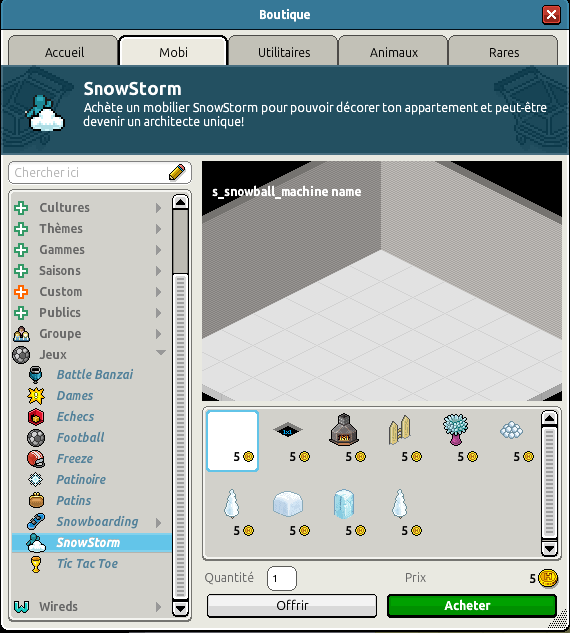 Boutique
Accueil
Mobi
Utilitaires
Animaux
Rares
SnowStorm
Achète un mobilier SnowStorm pour pouvoir décorer ton appartement et peut-être
devenir un architecte unique!
Chercher ici
s_snowball_machine name
Cultures
Thèmes
Gammes
Saisons
Custom
Publics
Groupe
Jeux
Battle Banzai
Dames
Echecs
Football
Freeze
Patinoire
Patins
Snowboarding
SnowStorm
Tic Tac Toe
Wireds
5 5 5 5 5 5
5 5 5 5
Quantité 1 Prix 5
Offrir Acheter